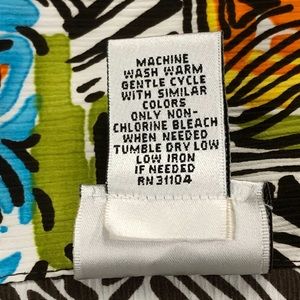 MACHINE
WASH WARM
GENTLE CYCLE
WITH SIMILAR
COLORS
ONLY NON-
CHLORINE BLEACH
WHEN NEEDED
TUMBLE DRY LOW
LOW IRON
IF NEEDED
RN 31104